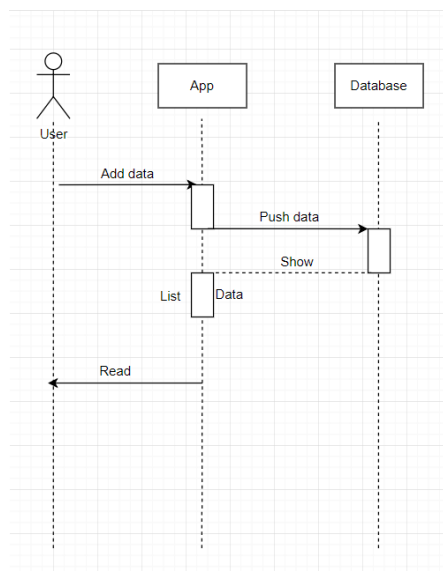 App
Database
User
Add data
Push data
Show
List
Data
Read